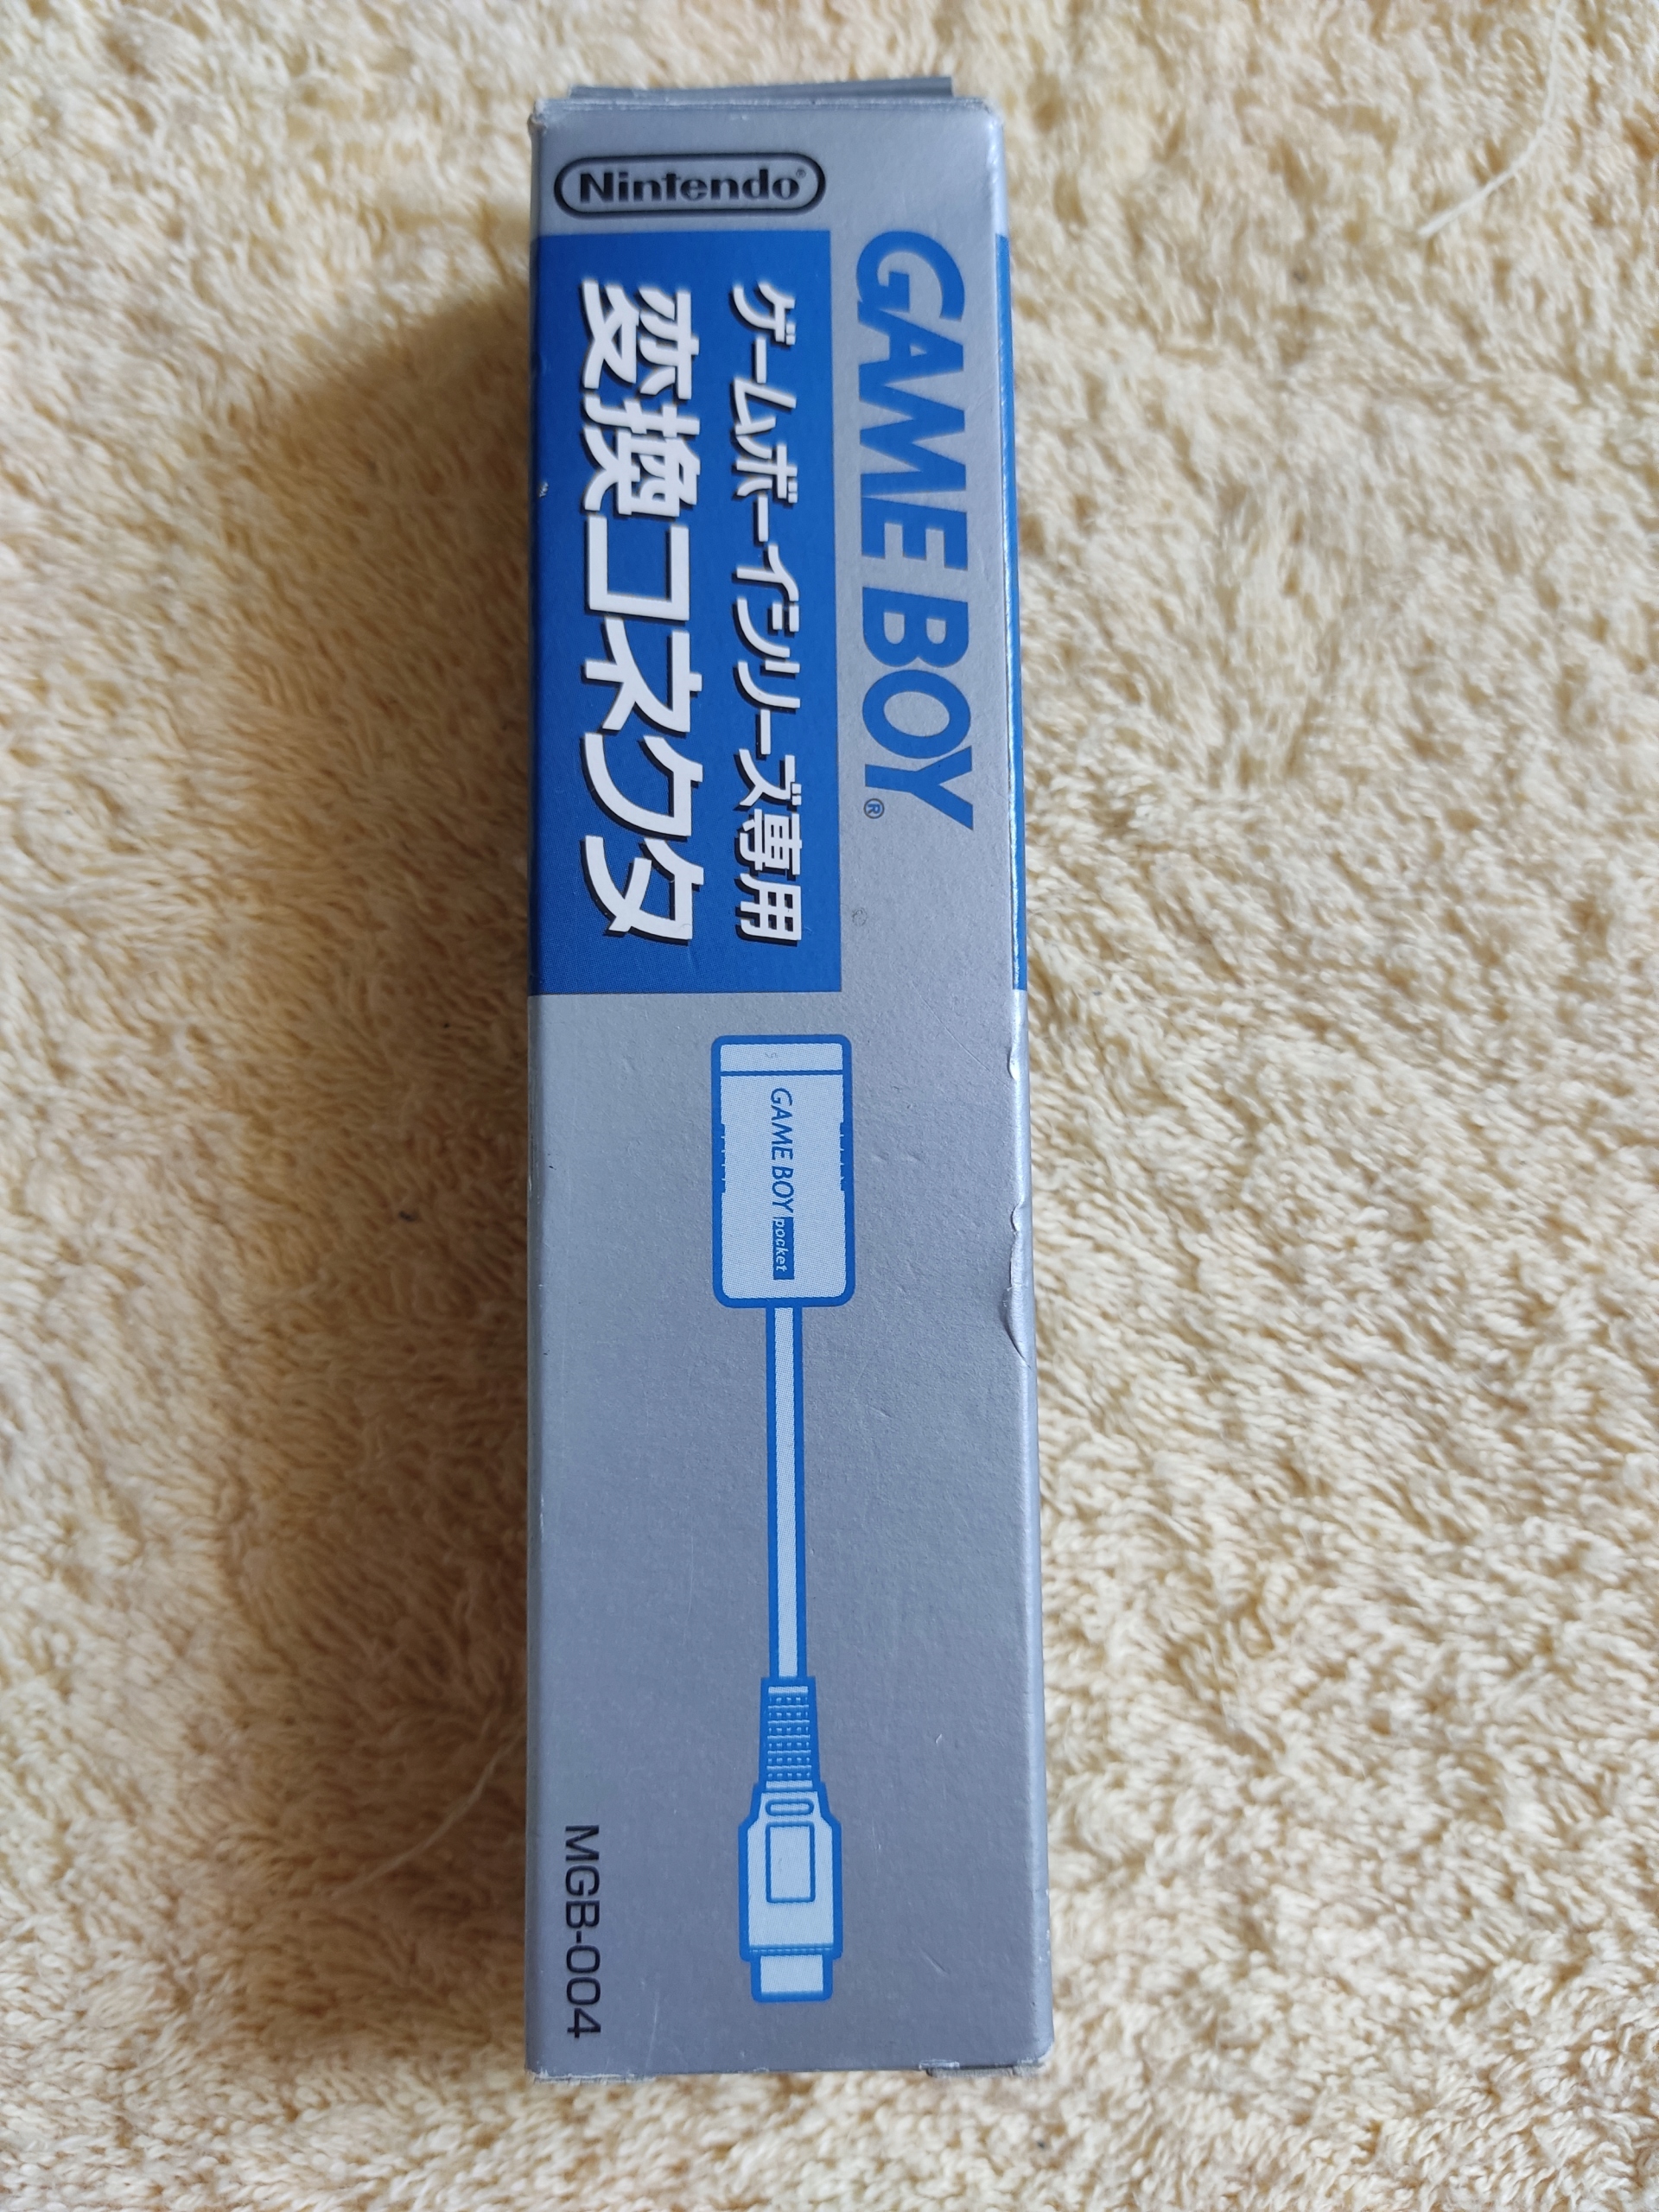 Nintendo®
GAME BOY®
ゲームボーイシリーズ専用
変換コネクタ
GAME BOY pocket
MGB-004